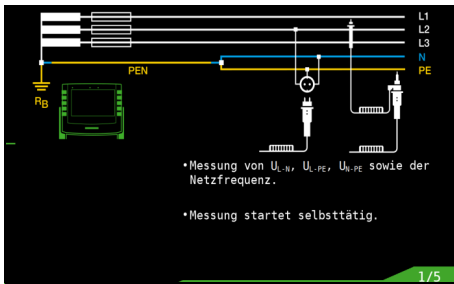 L1
L2
L3
N
PEN
PE
RB
•Messung von UL-N, UL-PE, UN-PE sowie der
Netzfrequenz.
•Messung startet selbsttätig.
1/5